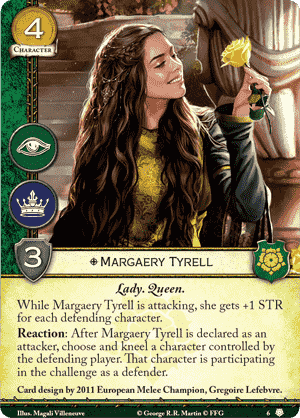 4
CHARACTER
3
MARGAERY TYRELL
Lady. Queen.
While Margaery Tyrell is attacking, she gets +1 STR
for each defending character.
Reaction: After Margaery Tyrell is declared as an
attacker, choose and kneel a character controlled by
the defending player. That character is participating
in the challenge as a defender.
Card design by 2011 European Melee Champion, Gregoire Lefebvre.
Illus. Magali Villeneuve © George R.R. Martin © FFG 6